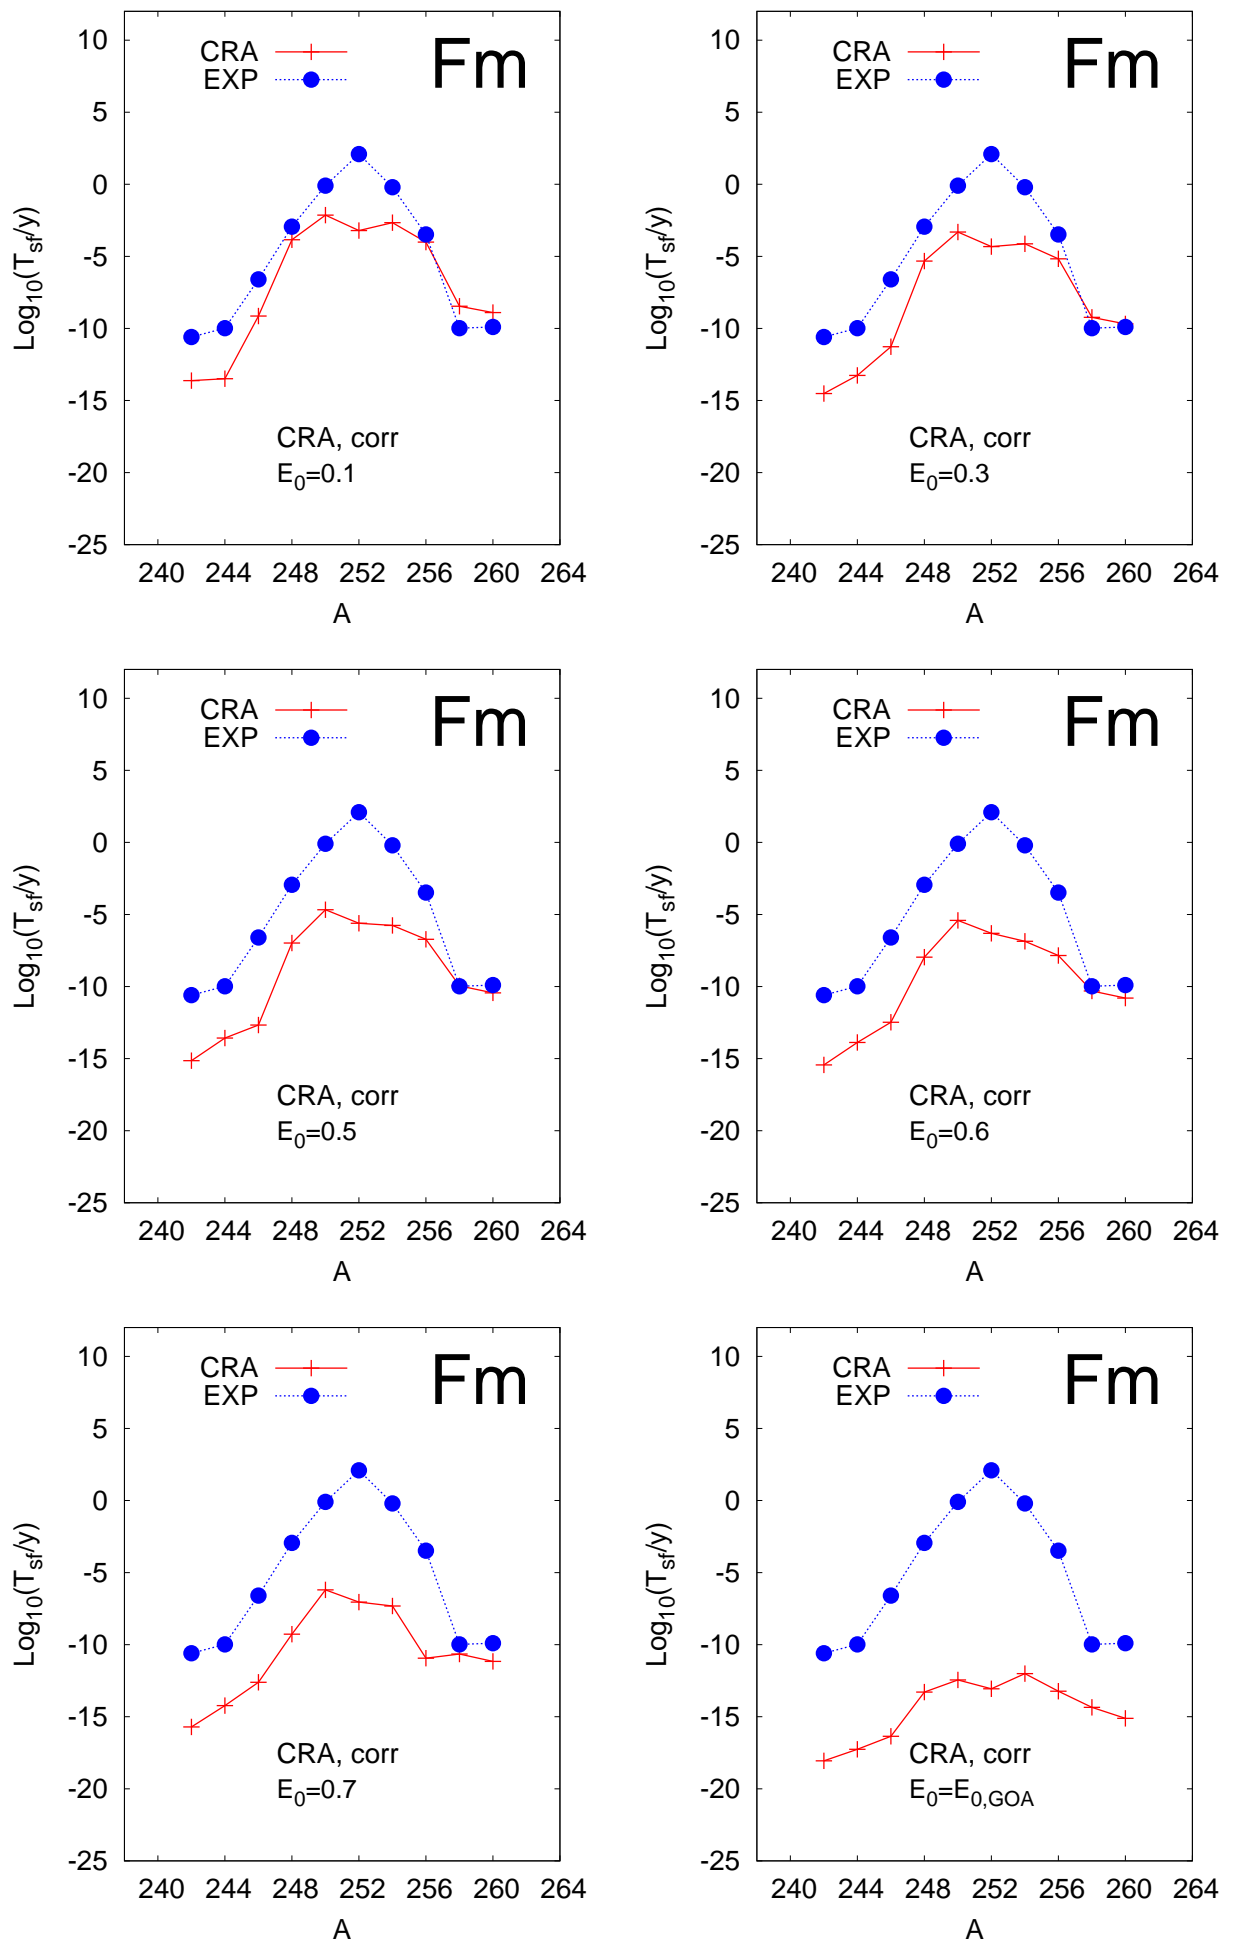 10
5
0
-5
-10
-15
-20
-25
Log10(Tsf/y)
CRA
EXP
Fm
CRA, corr
E0=0.1
240 244 248 252 256 260 264
A
10
5
0
-5
-10
-15
-20
-25
Log10(Tsf/y)
CRA
EXP
Fm
CRA, corr
E0=0.3
240 244 248 252 256 260 264
A
10
5
0
-5
-10
-15
-20
-25
Log10(Tsf/y)
CRA
EXP
Fm
CRA, corr
E0=0.5
240 244 248 252 256 260 264
A
10
5
0
-5
-10
-15
-20
-25
Log10(Tsf/y)
CRA
EXP
Fm
CRA, corr
E0=0.6
240 244 248 252 256 260 264
A
10
5
0
-5
-10
-15
-20
-25
Log10(Tsf/y)
CRA
EXP
Fm
CRA, corr
E0=0.7
240 244 248 252 256 260 264
A
10
5
0
-5
-10
-15
-20
-25
Log10(Tsf/y)
CRA
EXP
Fm
CRA, corr
E0=E0,GOA
240 244 248 252 256 260 264
A